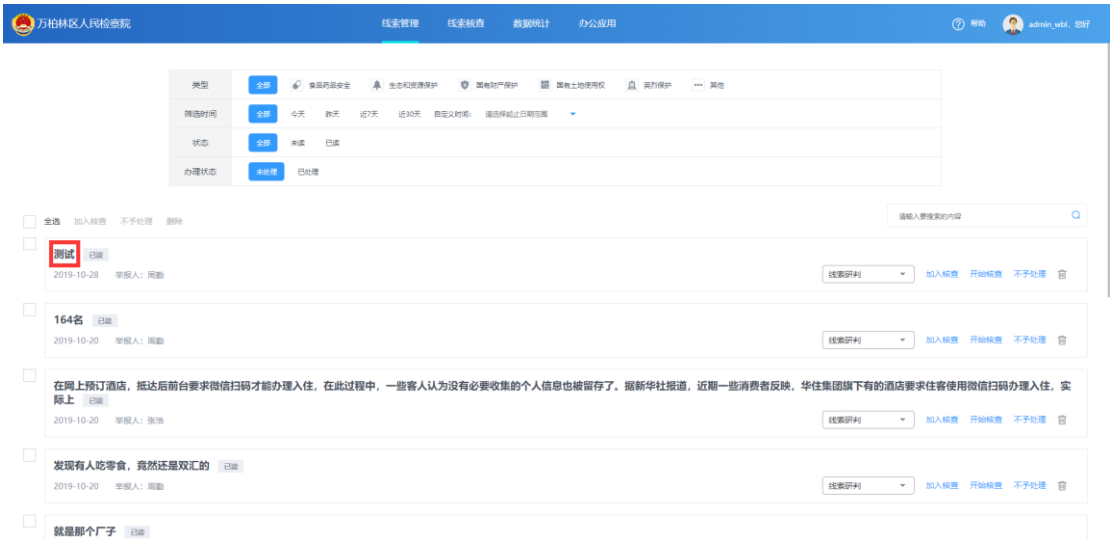 万柏林区人民检察院 线索管理 线索核查 数据统计 办公应用 帮助 admin_wbl, 您好
类型 全部 食品药品安全 生态和资源保护 国有财产保护 国有土地使用权 英烈保护 其他
筛选时间 全部 今天 昨天 近7天 近30天 自定义时间: 请选择起止日期范围
状态 全部 未读 已读
办理状态 未处理 已处理
全选 加入核查 不予处理 删除 请输入要搜索的内容
测试 已读
2019-10-28 举报人: 周勤 线索研判 加入核查 开始核查 不予处理
164名 已读
2019-10-20 举报人: 周勤 线索研判 加入核查 开始核查 不予处理
在网上预订酒店，抵达后前台要求微信扫码才能办理入住，在此过程中，一些客人认为没有必要收集的个人信息也被留存了。据新华社报道，近期一些消费者反映，华住集团旗下有的酒店要求住客使用微信扫码办理入住，实
际上 已读
2019-10-20 举报人: 张浩 线索研判 加入核查 开始核查 不予处理
发现有人吃零食，竟然还是双汇的 已读
2019-10-20 举报人: 周勤 线索研判 加入核查 开始核查 不予处理
就是那个厂子 已读